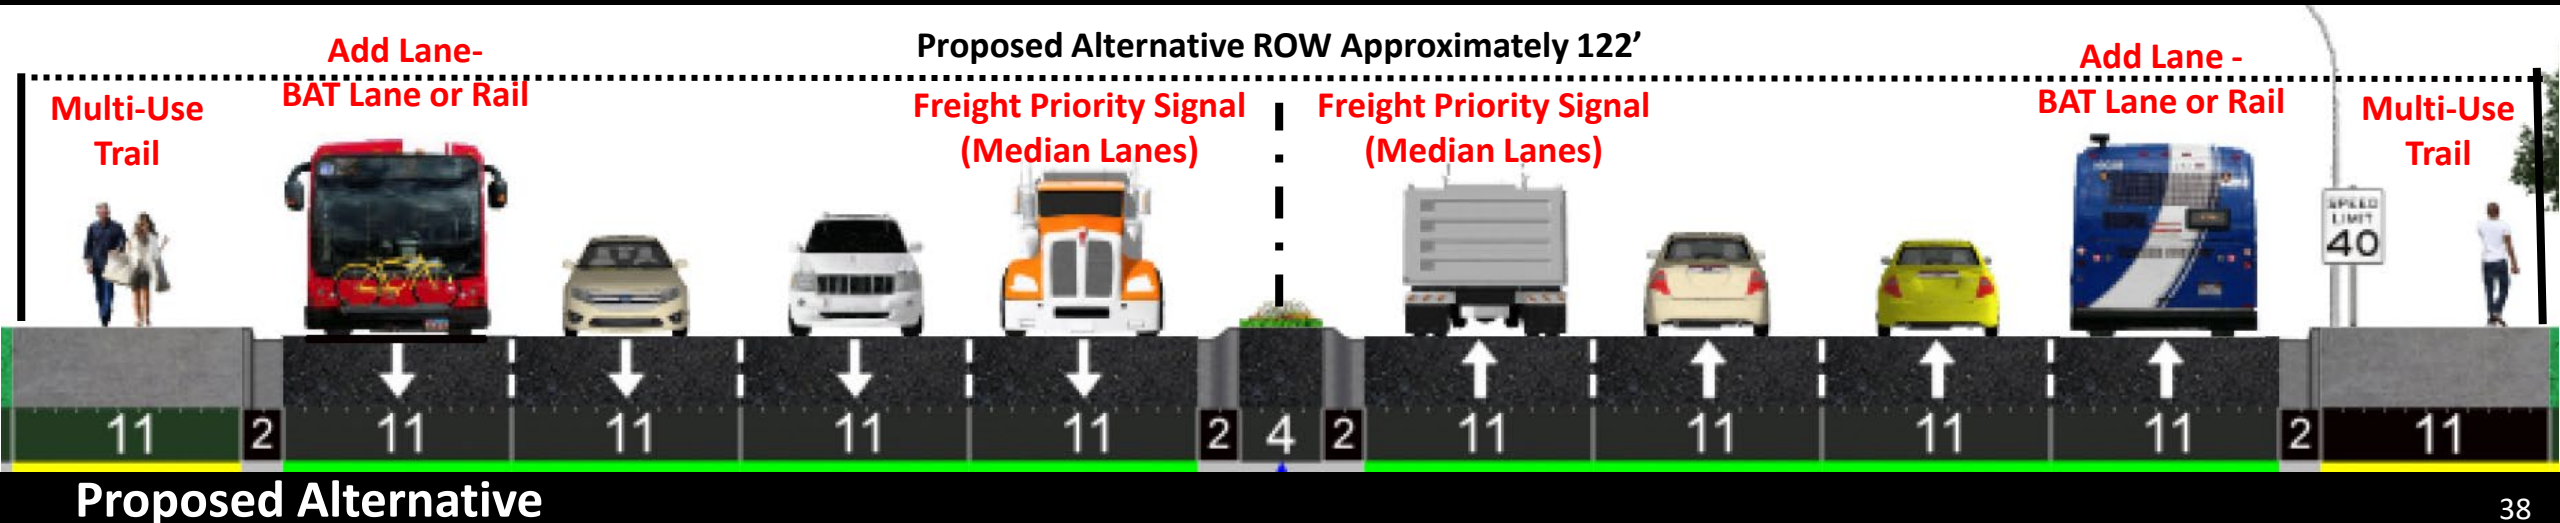 Proposed Alternative ROW Approximately 122’
Add Lane-
BAT Lane or Rail
Add Lane -
BAT Lane or Rail
Multi-Use
Trail
Freight Priority Signal
(Median Lanes)
Freight Priority Signal
(Median Lanes)
Multi-Use
Trail
SPEED
LIMIT
40
11 2 11 11 11 11 2 4 2 11 11 11 11 2 11
Proposed Alternative
38